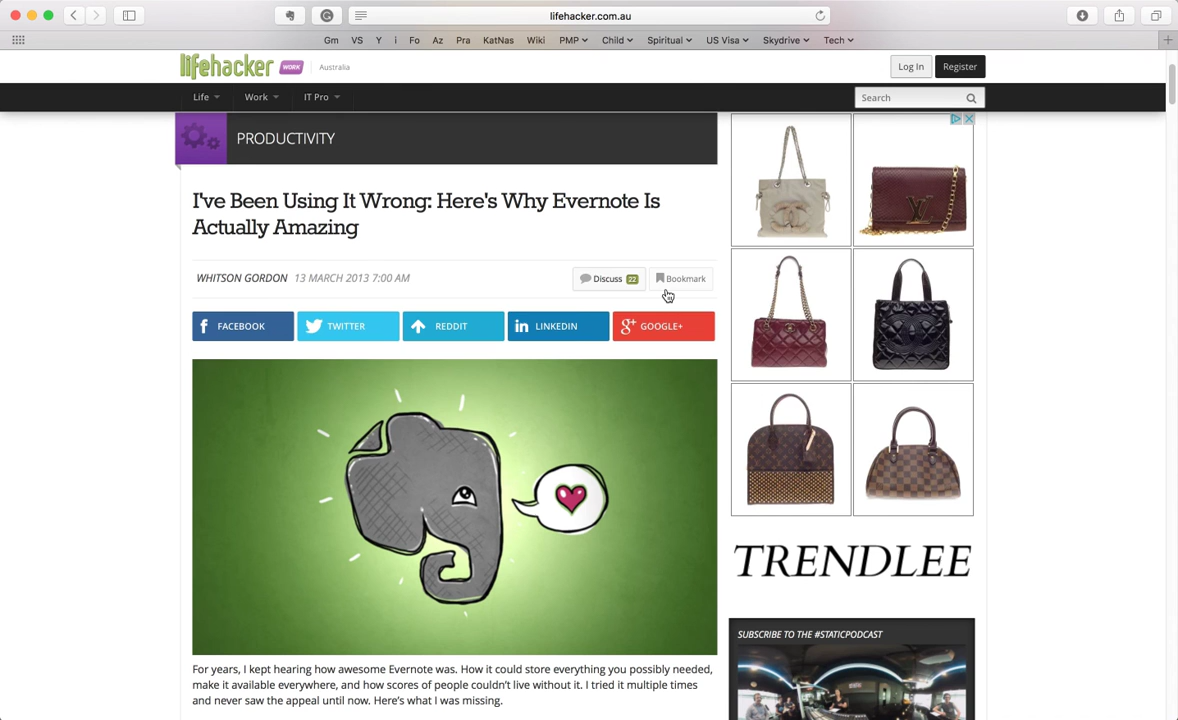 lifehacker.com.au
Gm VS Y i Fo Az Pra KatNas Wiki PMP Child Spiritual US Visa Skydrive Tech
lifehacker WORK Australia
Log In Register
Life Work IT Pro
Search
PRODUCTIVITY
I've Been Using It Wrong: Here's Why Evernote Is
Actually Amazing
WHITSON GORDON 13 MARCH 2013 7:00 AM
Discuss 22 Bookmark
FACEBOOK TWITTER REDDIT LINKEDIN GOOGLE+
For years, I kept hearing how awesome Evernote was. How it could store everything you possibly needed,
make it available everywhere, and how scores of people couldn't live without it. I tried it multiple times
and never saw the appeal until now. Here's what I was missing.
TRENDLEE
SUBSCRIBE TO THE #STATICPODCAST